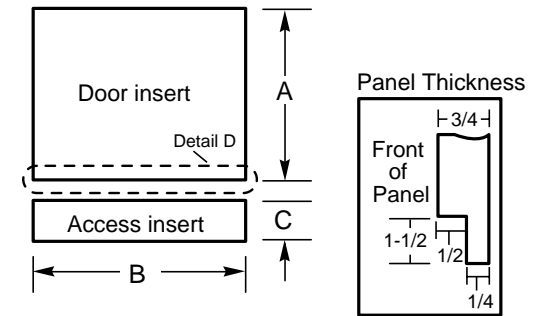 Door insert
A
Detail D
Access insert
C
B
Panel Thickness
3/4
Front
of
Panel
1-1/2
1/2
1/4